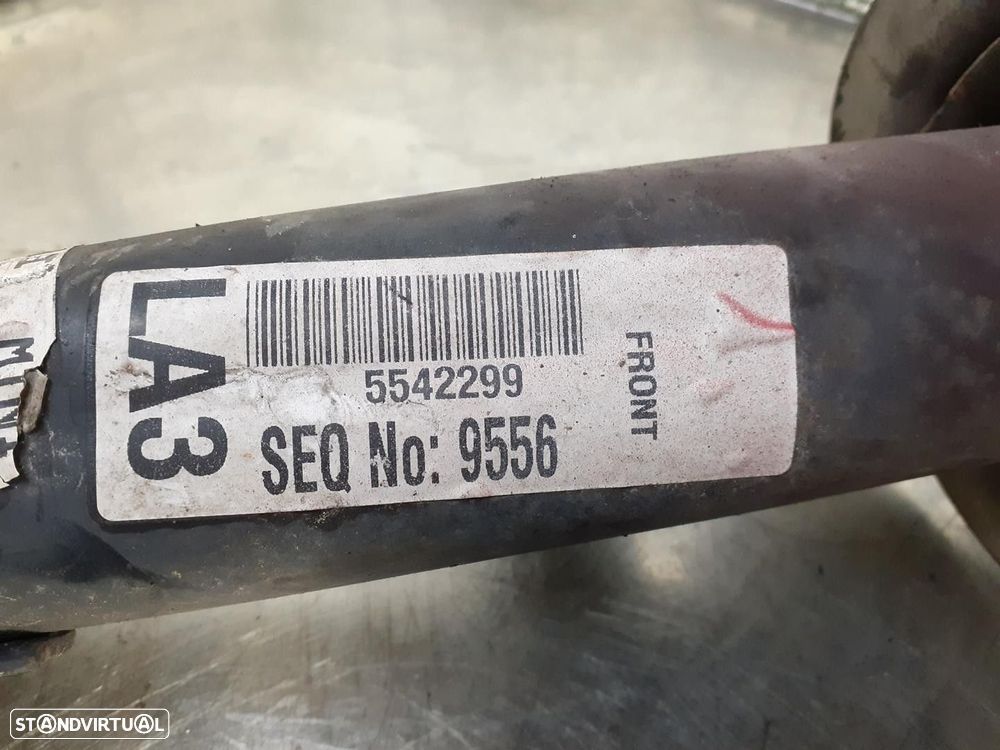 LA3
5542299
SEQ No: 9556
FRONT
STANDVIRTUAL